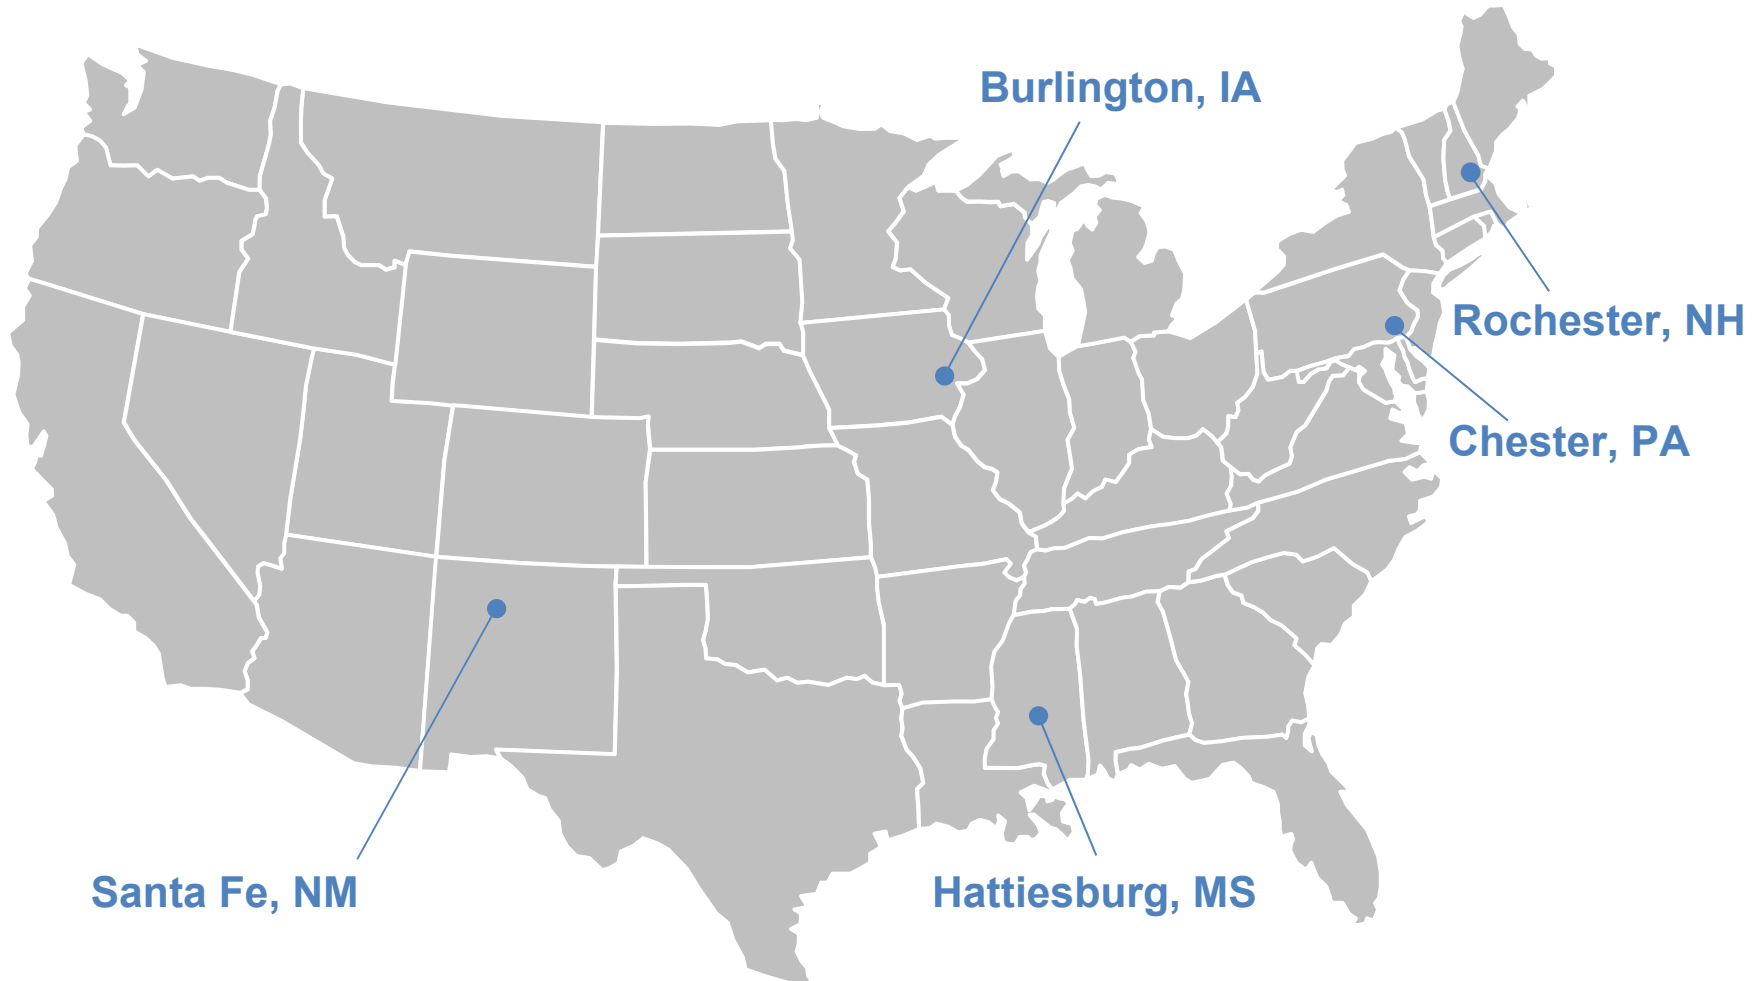 Burlington, IA
Rochester, NH
Chester, PA
Santa Fe, NM
Hattiesburg, MS